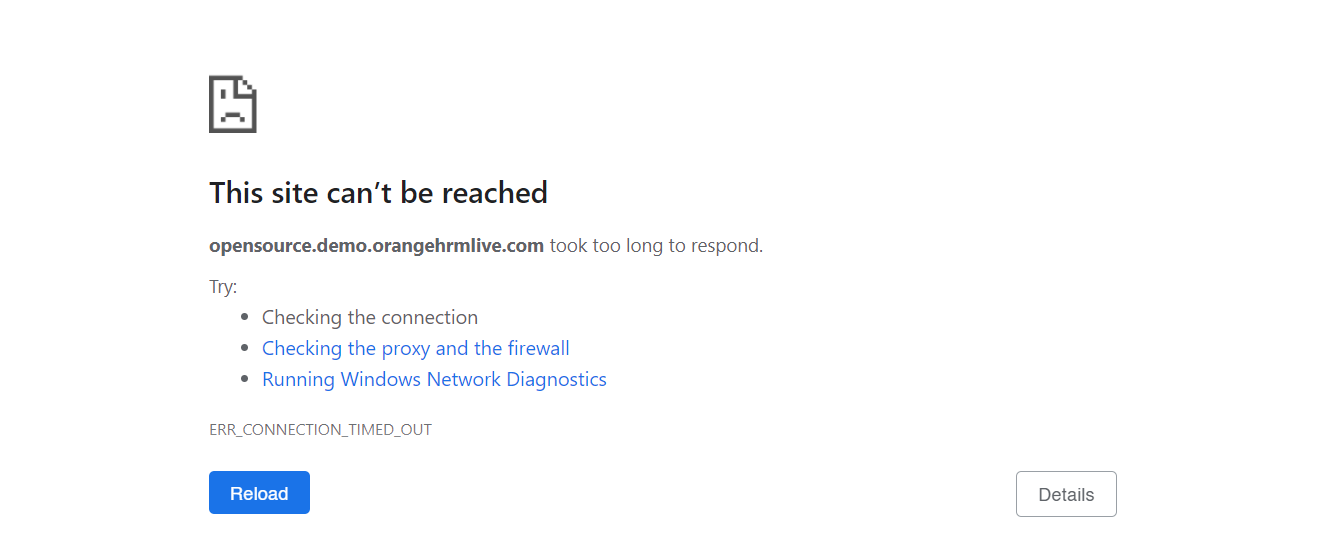 This site can’t be reached
opensource.demo.orangehrmlive.com took too long to respond.
Try:
• Checking the connection
• Checking the proxy and the firewall
• Running Windows Network Diagnostics
ERR_CONNECTION_TIMED_OUT
Reload
Details